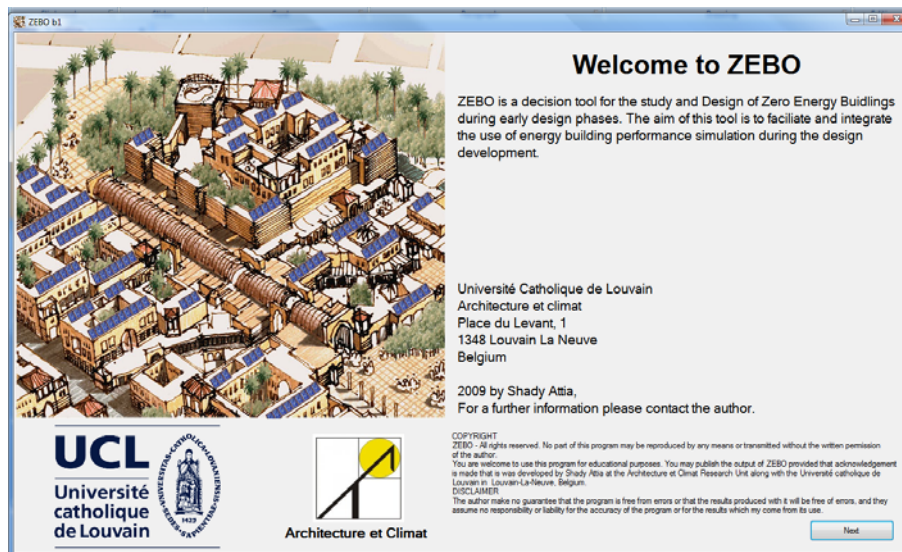 ZEBO b1
Welcome to ZEBO
ZEBO is a decision tool for the study and Design of Zero Energy Buidlings
during early design phases. The aim of this tool is to faciliate and integrate
the use of energy building performance simulation during the design
development.
Université Catholique de Louvain
Architecture et climat
Place du Levant, 1
1348 Louvain La Neuve
Belgium
2009 by Shady Attia,
For a further information please contact the author.
COPYRIGHT
ZEBO - All rights reserved. No part of this program may be reproduced by any means or transmitted without the written permission
of the author.
You are welcome to use this program for educational purposes. You may publish the output of ZEBO provided that acknowledgement
is made that is was developed by Shady Attia at the Architecture et Climat Research Unit along with the Université catholique de
Louvain in Louvain-La-Neuve, Belgium.
DISCLAIMER
The author make no guarantee that the program is free from errors or that the results produced with it will be free of errors, and they
assume no responsibility or liability for the accuracy of the program or for the results which my come from its use.
Next
UCL
Université
catholique
de Louvain
1425
Architecture et Climat